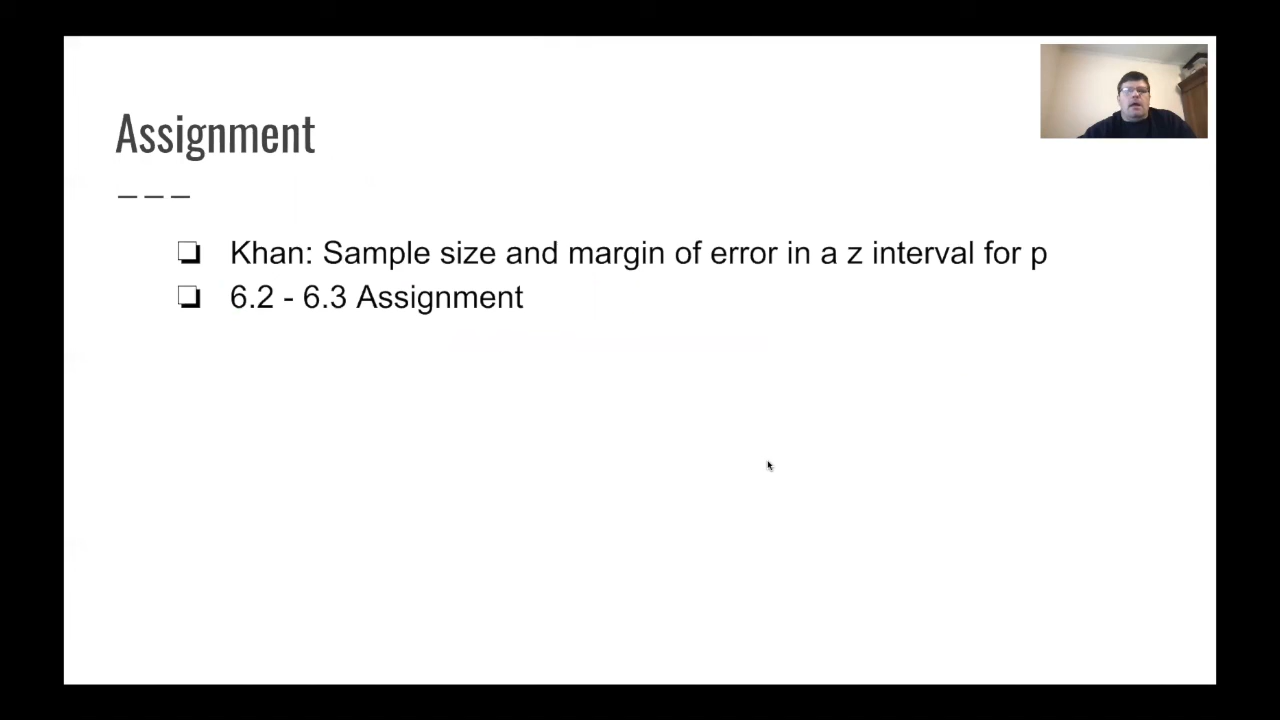 Assignment
Khan: Sample size and margin of error in a z interval for p
6.2 - 6.3 Assignment